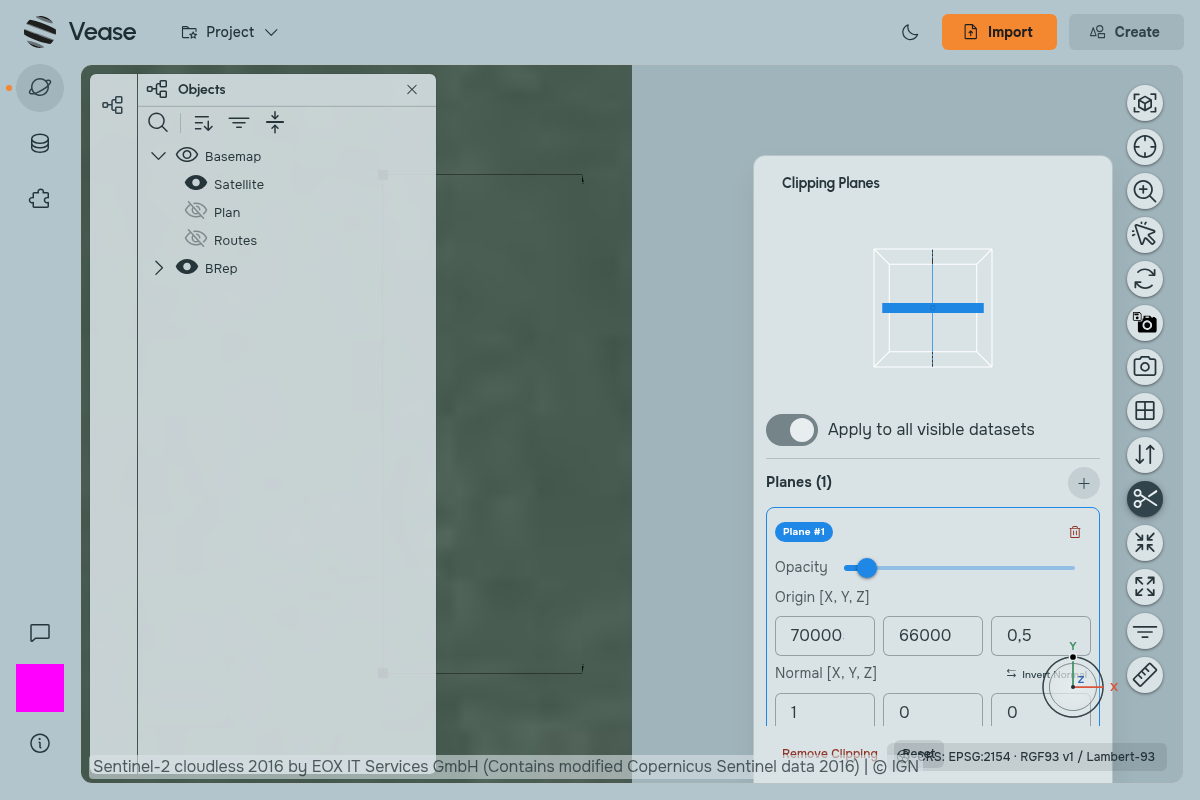 Vease
Project
Import
Create
Objects
Basemap
Satellite
Plan
Routes
BRep
Clipping Planes
Apply to all visible datasets
Planes (1)
Plane #1
Opacity
Origin [X, Y, Z]
70000
66000
0,5
Normal [X, Y, Z]
Invert Normal
1
0
0
Y
Z
X
Remove Clipping
Reset
CRS: EPSG:2154 · RGF93 v1 / Lambert-93
Sentinel-2 cloudless 2016 by EOX IT Services GmbH (Contains modified Copernicus Sentinel data 2016) | © IGN